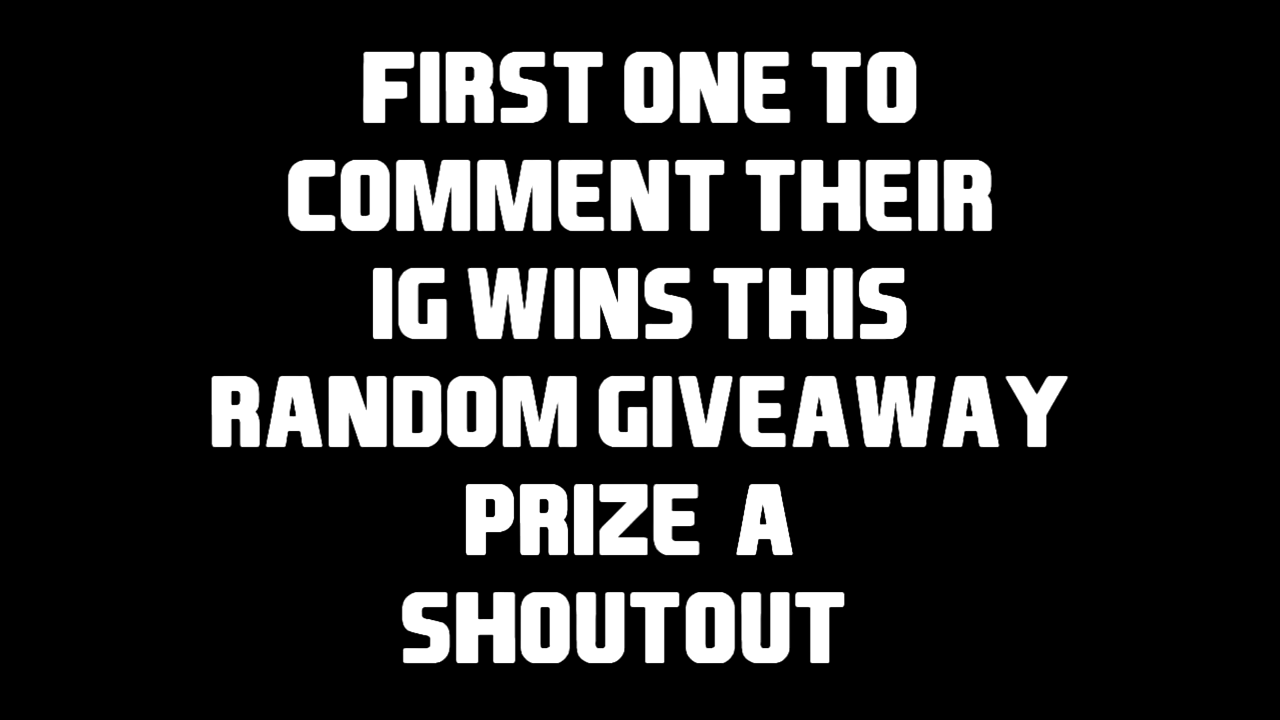 FIRST ONE TO
COMMENT THEIR
IG WINS THIS
RANDOM GIVEAWAY
PRIZE A
SHOUTOUT